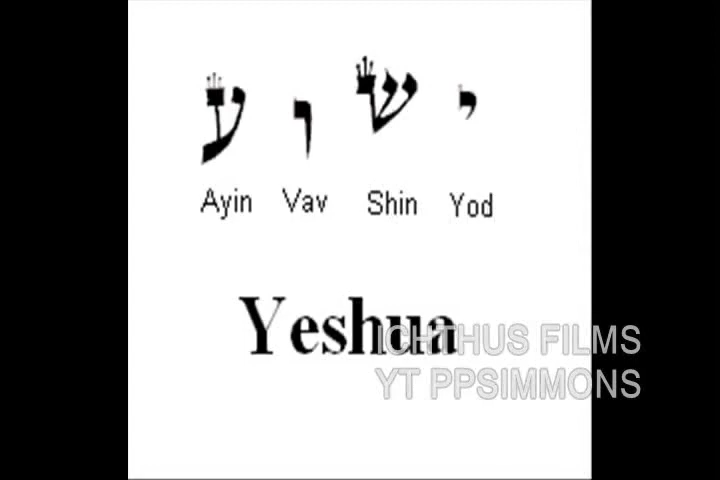 ישוע
Ayin Vav Shin Yod
Yeshua
ICHTHUS FILMS
YT PPSIMMONS